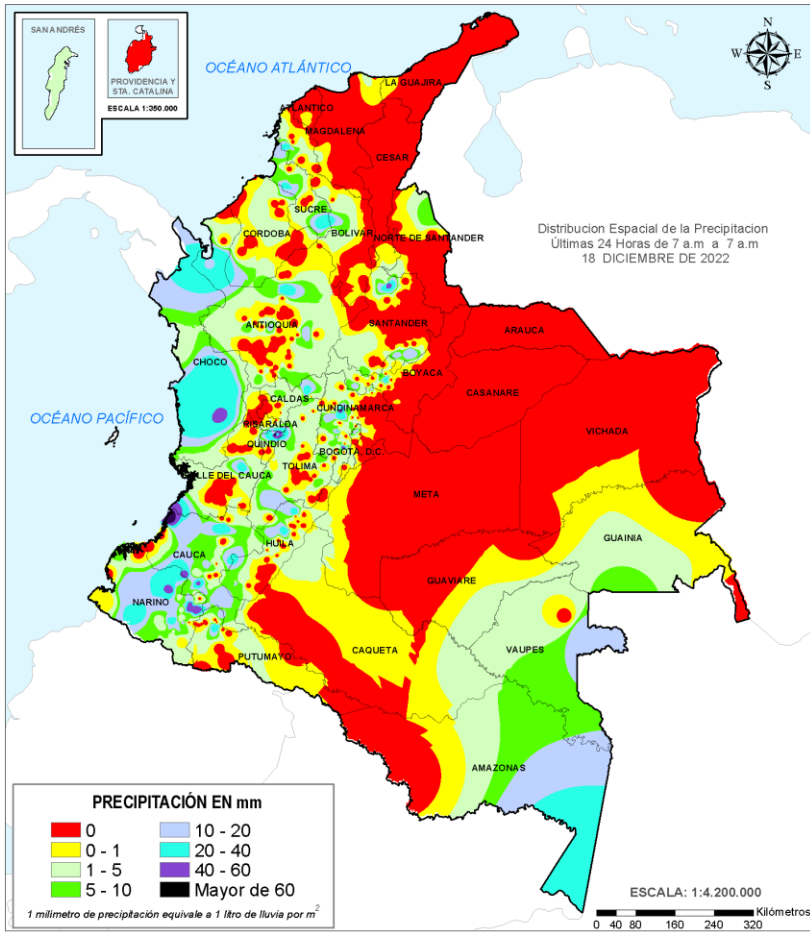 SAN ANDRÉS
PROVIDENCIA Y
STA. CATALINA
ESCALA 1:350.000
OCÉANO ATLÁNTICO
N
W
E
S
LA GUAJIRA
ATLANTICO
MAGDALENA
CESAR
SUCRE
CORDOBA
BOLIVAR
NORTE DE SANTANDER
Distribucion Espacial de la Precipitacion
Últimas 24 Horas de 7 a.m a 7 a.m
18 DICIEMBRE DE 2022
ANTIOQUIA
SANTANDER
ARAUCA
CHOCO
BOYACA
CASANARE
CALDAS
CUNDINAMARCA
OCÉANO PACÍFICO
RISARALDA
VICHADA
QUINDIO
BOGOTA, D.C.
TOLIMA
VALLE DEL CAUCA
META
GUAINIA
HUILA
CAUCA
GUAVIARE
NARIÑO
VAUPES
CAQUETA
PUTUMAYO
AMAZONAS
PRECIPITACIÓN EN mm
0
10 - 20
0 - 1
20 - 40
1 - 5
40 - 60
5 - 10
Mayor de 60
1 milimetro de precipitación equivale a 1 litro de lluvia por m²
ESCALA: 1:4.200.000
Kilómetros
0 40 80 160 240 320